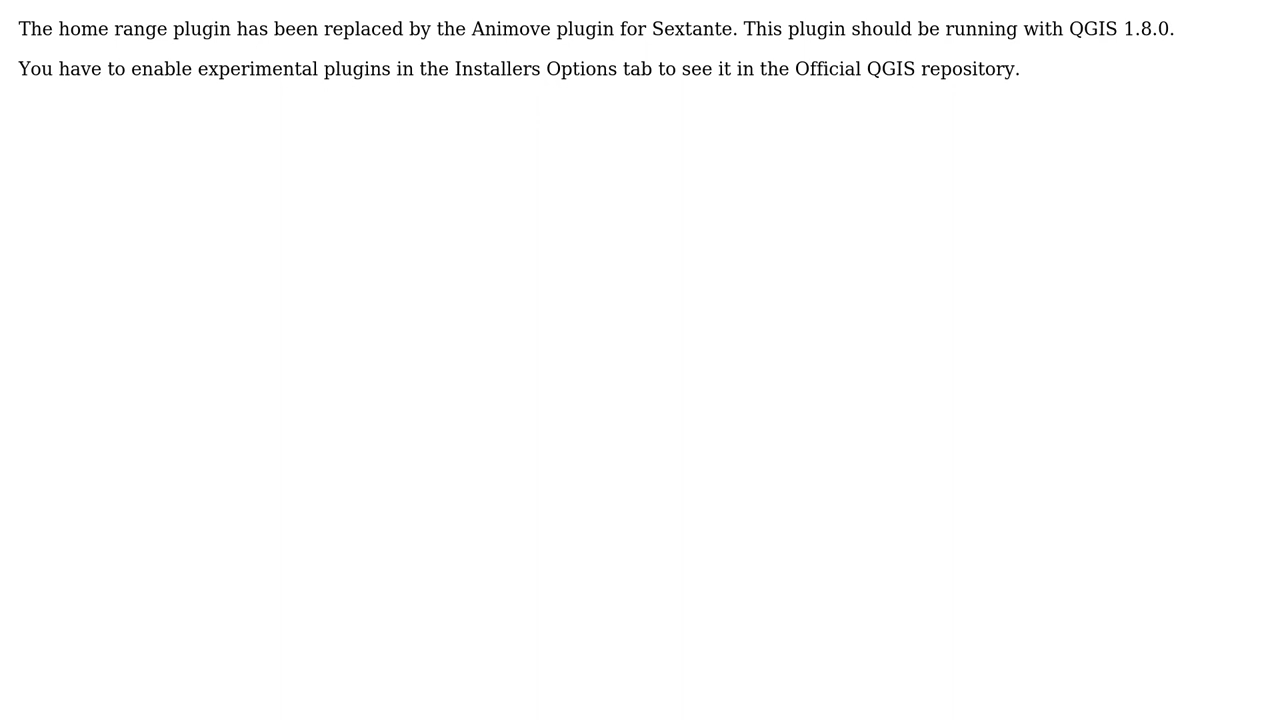 The home range plugin has been replaced by the Animove plugin for Sextante. This plugin should be running with QGIS 1.8.0.
You have to enable experimental plugins in the Installers Options tab to see it in the Official QGIS repository.